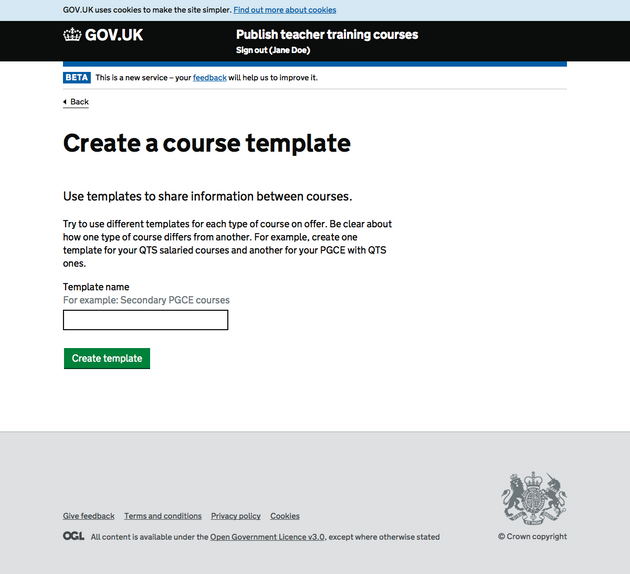 GOV.UK uses cookies to make the site simpler. Find out more about cookies
GOV.UK
Publish teacher training courses
Sign out (Jane Doe)
BETA This is a new service – your feedback will help us to improve it.
Back
Create a course template
Use templates to share information between courses.
Try to use different templates for each type of course on offer. Be clear about
how one type of course differs from another. For example, create one
template for your QTS salaried courses and another for your PGCE with QTS
ones.
Template name
For example: Secondary PGCE courses
Create template
Give feedback Terms and conditions Privacy policy Cookies
OGL All content is available under the Open Government Licence v3.0, except where otherwise stated
© Crown copyright